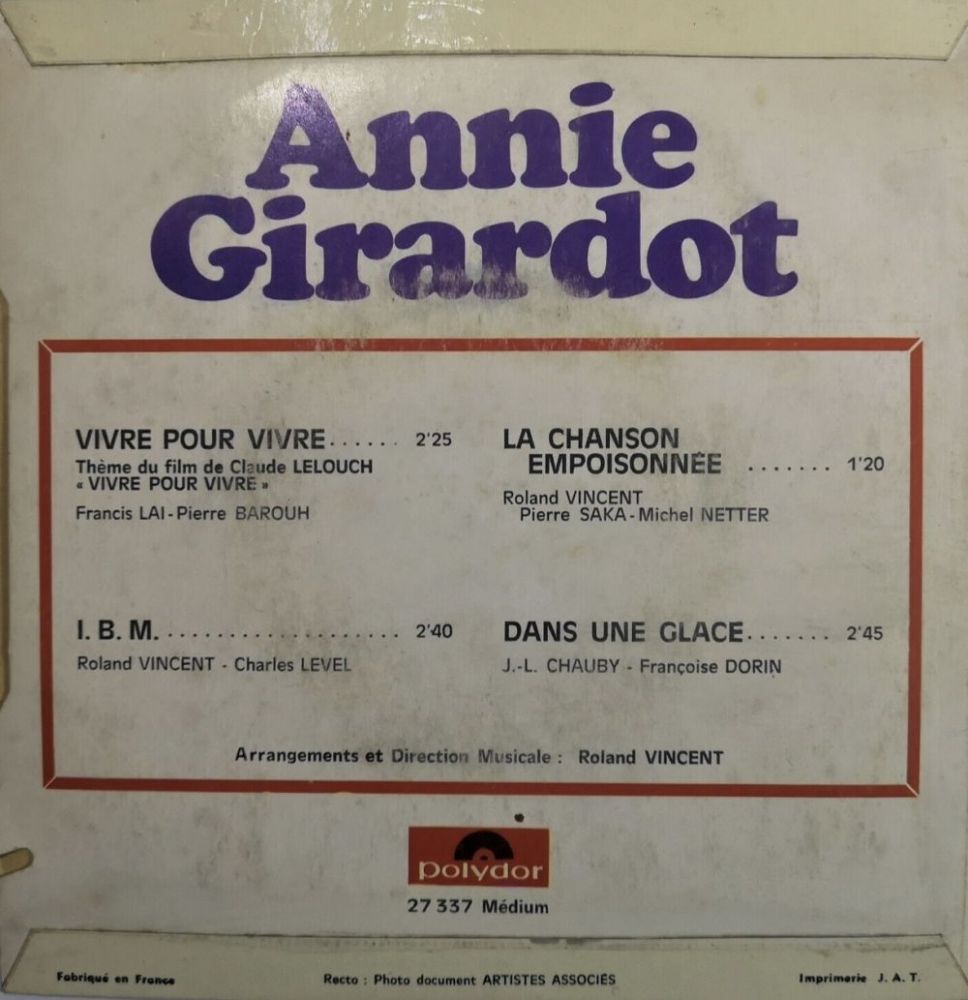 Annie
Girardot
VIVRE POUR VIVRE...... 2'25
Thème du film de Claude LELOUCH
« VIVRE POUR VIVRE »
Francis LAI - Pierre BAROUH
I. B. M. ................... 2'40
Roland VINCENT - Charles LEVEL
LA CHANSON
EMPOISONNÉE ....... 1'20
Roland VINCENT
Pierre SAKA - Michel NETTER
DANS UNE GLACE....... 2'45
J.-L. CHAUBY - Françoise DORIN
Arrangements et Direction Musicale : Roland VINCENT
polydor
27 337 Médium
Fabriqué en France
Recto : Photo document ARTISTES ASSOCIÉS
Imprimerie J. A. T.